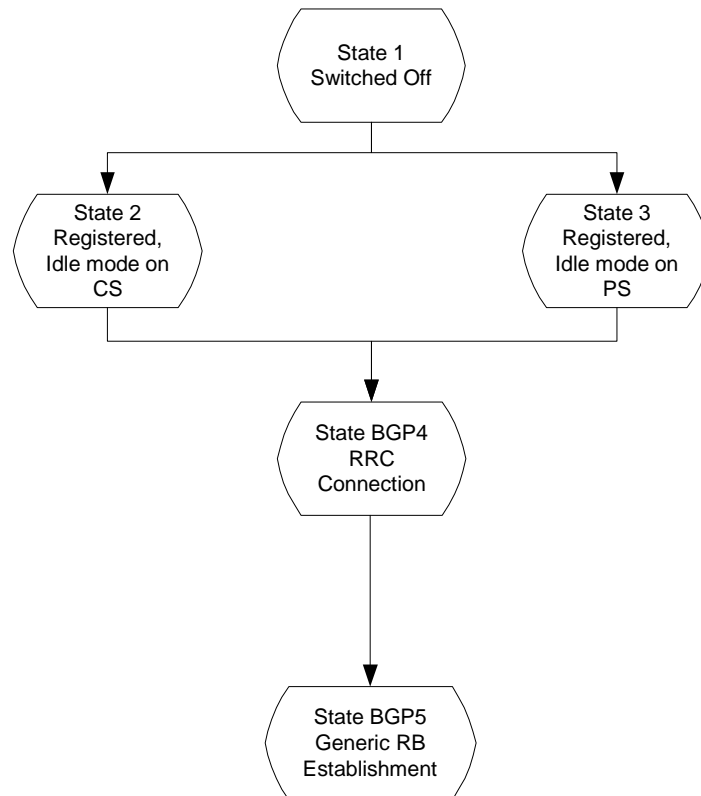 State 1
Switched Off
State 2
Registered,
Idle mode on
CS
State 3
Registered,
Idle mode on
PS
State BGP4
RRC
Connection
State BGP5
Generic RB
Establishment